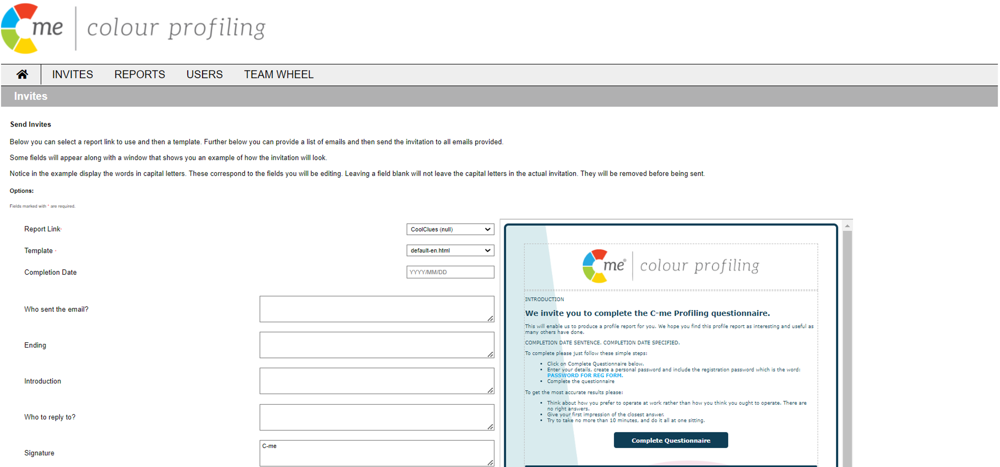 me | colour profiling
INVITES REPORTS USERS TEAM WHEEL
Invites
Send Invites
Below you can select a report link to use and then a template. Further below you can provide a list of emails and then send the invitation to all emails provided.
Some fields will appear along with a window that shows you an example of how the invitation will look.
Notice in the example display the words in capital letters. These correspond to the fields you will be editing. Leaving a field blank will not leave the capital letters in the actual invitation. They will be removed before being sent.
Options:
Fields marked with * are required.
Report Link*
CoolClues (null)
Template *
default-en.html
Completion Date
YYYY/MM/DD
Who sent the email?
Ending
Introduction
Who to reply to?
Signature
C-me
me® | colour profiling
INTRODUCTION
We invite you to complete the C-me Profiling questionnaire.
This will enable us to produce a profile report for you. We hope you find this profile report as interesting and useful as
many others have done.
COMPLETION DATE SENTENCE. COMPLETION DATE SPECIFIED.
To complete please just follow these simple steps:
• Click on Complete Questionnaire below.
• Enter your details, create a personal password and include the registration password which is the word:
PASSWORD FOR REG FORM.
• Complete the questionnaire
To get the most accurate results please:
• Think about how you prefer to operate at work rather than how you think you ought to operate. There are
no right answers.
• Give your first impression of the closest answer.
• Try to take no more than 10 minutes, and do it all at one sitting.
Complete Questionnaire